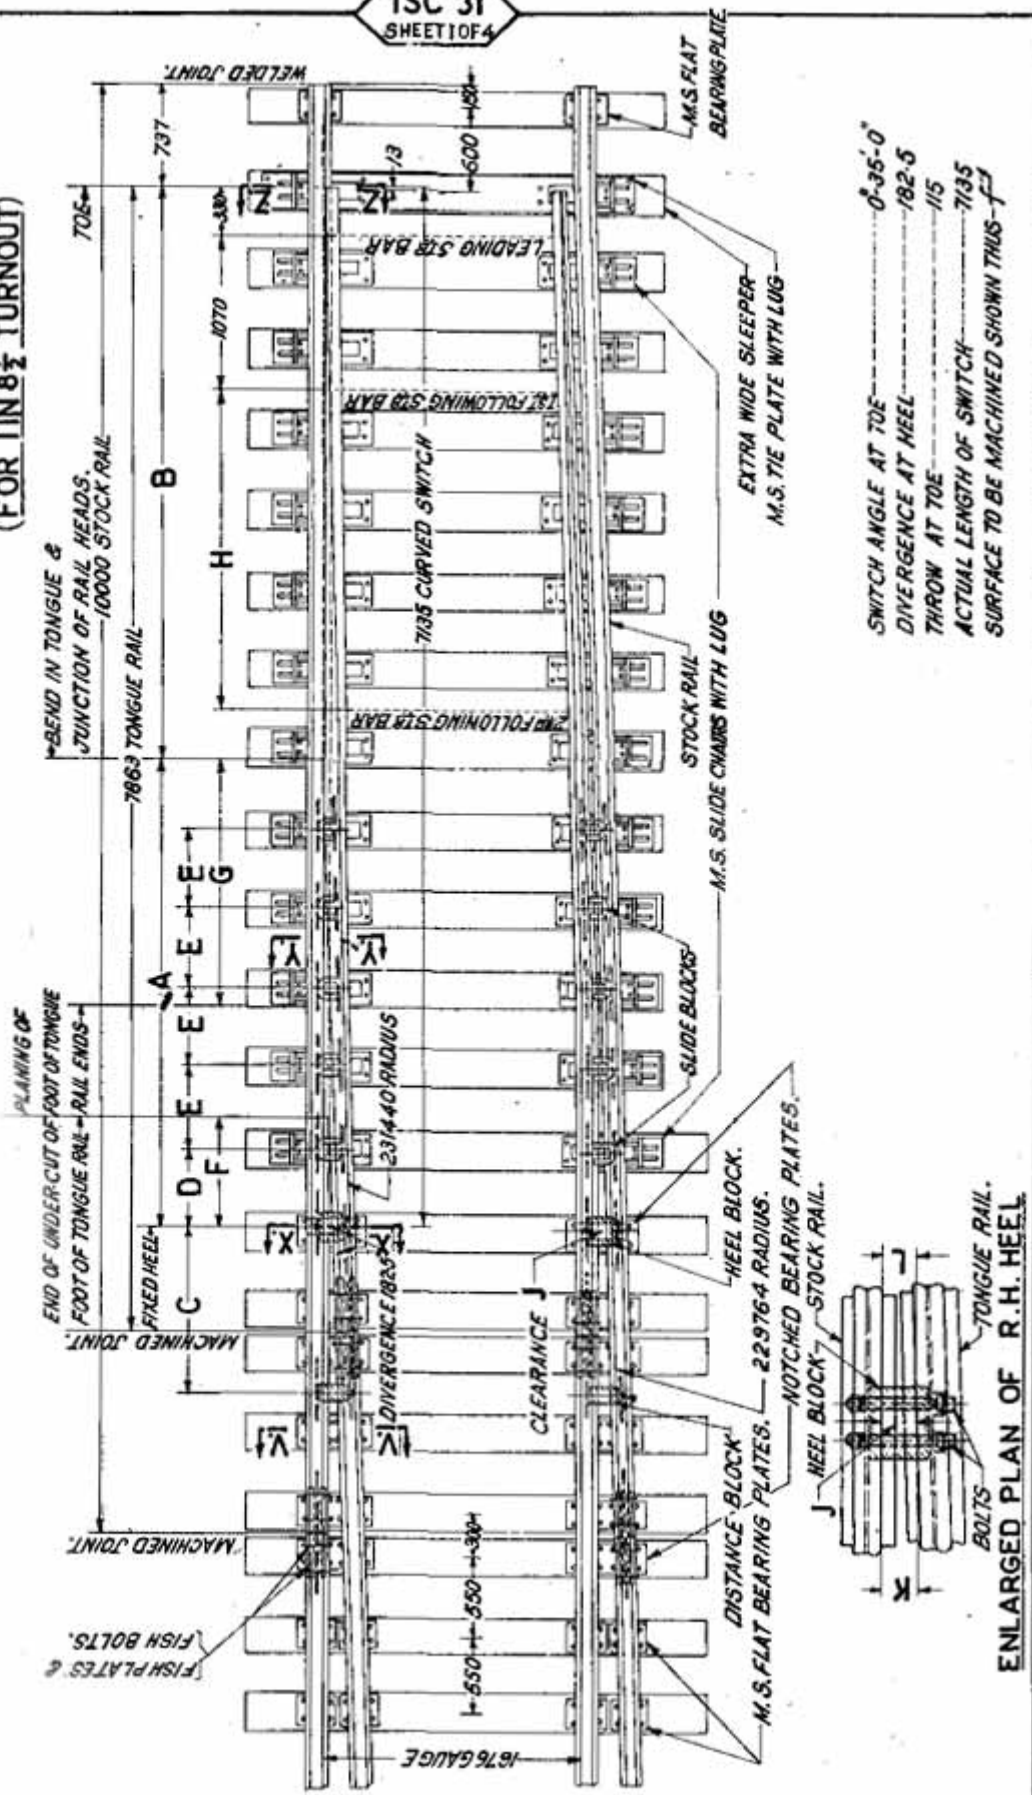 TSC 31
SHEET 1 OF 4
(FOR 1 IN 8½ TURNOUT)
WELDED JOINT.
TOE
737
*BEND IN TONGUE &
JUNCTION OF RAIL HEADS.
10000 STOCK RAIL
7863 TONGUE RAIL
B
330
1070
H
PLANING OF
END OF UNDER-CUT OF FOOT OF TONGUE
FOOT OF TONGUE RAIL
RAIL ENDS
A
G
E
E
E
E
D
F
C
FIXED HEEL
MACHINED JOINT.
MACHINED JOINT.
FISH PLATES &
FISH BOLTS.
Z
Z
13
600
150
LEADING STR BAR
1ST FOLLOWING STR BAR
2ND FOLLOWING STR BAR
7135 CURVED SWITCH
Y
Y
X
X
V
V
231440 RADIUS
DIVERGENCE 182.5
CLEARANCE J
1676 GAUGE
550
550
300
M.S. FLAT
BEARING PLATE.
EXTRA WIDE SLEEPER
M.S. TIE PLATE WITH LUG
STOCK RAIL
M.S. SLIDE CHAIRS WITH LUG
SLIDE BLOCKS
HEEL BLOCK.
229764 RADIUS.
NOTCHED BEARING PLATES.
DISTANCE BLOCK
M.S. FLAT BEARING PLATES.
SWITCH ANGLE AT TOE 0°-35'-0"
DIVERGENCE AT HEEL 182.5
THROW AT TOE 115
ACTUAL LENGTH OF SWITCH 7135
SURFACE TO BE MACHINED SHOWN THUS f
J
HEEL BLOCK
STOCK RAIL.
K
L
BOLTS
TONGUE RAIL.
ENLARGED PLAN OF R.H. HEEL